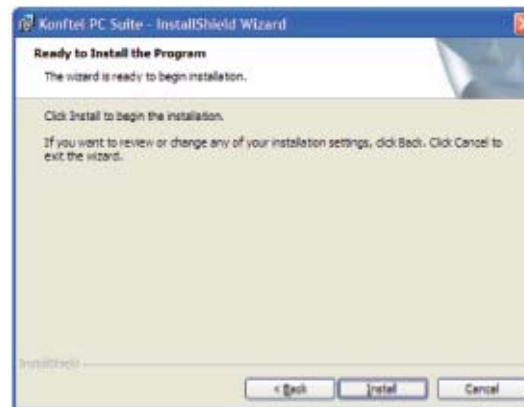 Konftel PC Suite - InstallShield Wizard
Ready to Install the Program
The wizard is ready to begin installation.
Click Install to begin the installation.
If you want to review or change any of your installation settings, click Back. Click Cancel to
exit the wizard.
InstallShield
< Back
Install
Cancel